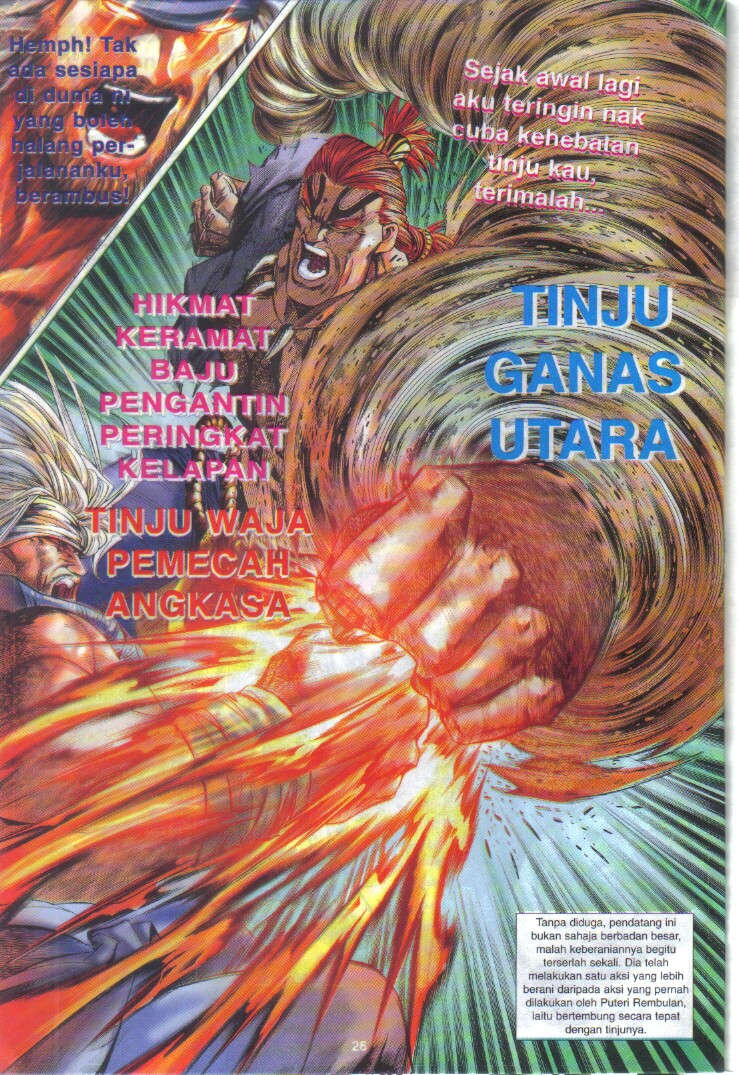 Hemph! Tak
ada sesiapa
di dunia ni
yang boleh
halang per-
jalananku,
berambus!
Sejak awal lagi
aku teringin nak
cuba kehebatan
tinju kau,
terimalah...
HIKMAT
KERAMAT
BAJU
PENGANTIN
PERINGKAT
KELAPAN
TINJU
GANAS
UTARA
TINJU WAJA
PEMECAH
ANGKASA
Tanpa diduga, pendatang ini
bukan sahaja berbadan besar,
malah keberaniannya begitu
terserlah sekali. Dia telah
melakukan satu aksi yang lebih
berani daripada aksi yang pernah
dilakukan oleh Puteri Rembulan,
iaitu bertembung secara tepat
dengan tinjunya.
26